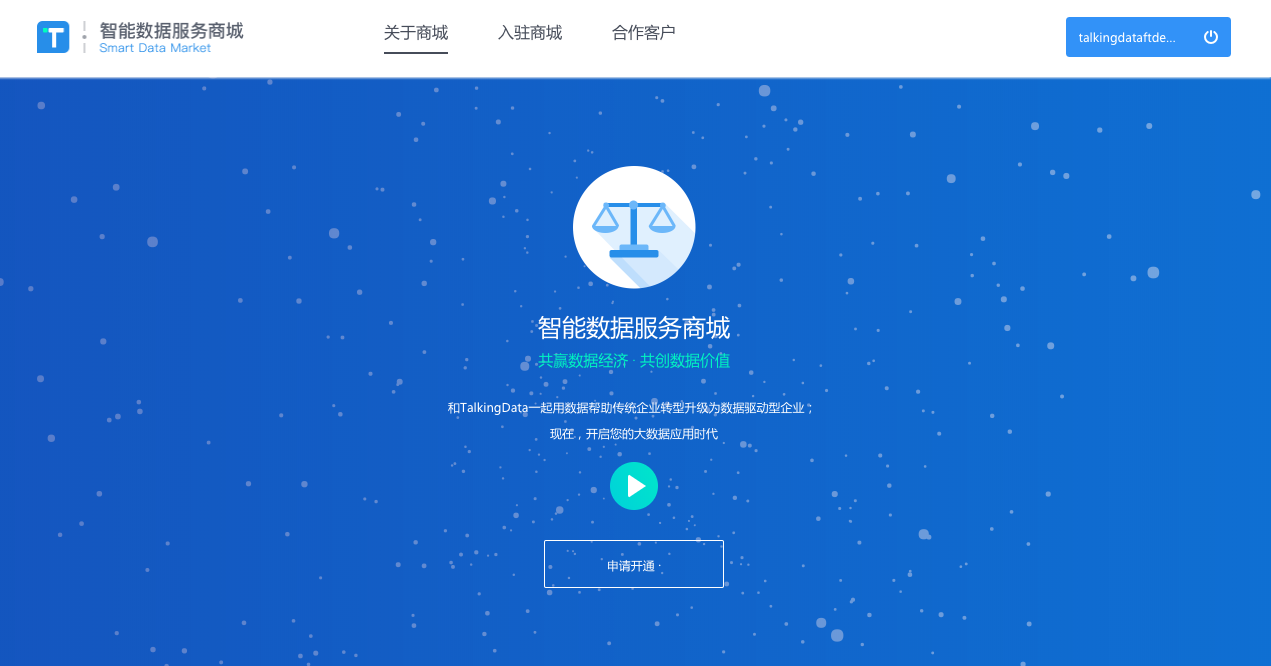 智能数据服务商城
Smart Data Market
关于商城
入驻商城
合作客户
talkingdataftde...
智能数据服务商城
共赢数据经济 · 共创数据价值
和TalkingData一起用数据帮助传统企业转型升级为数据驱动型企业；
现在，开启您的大数据应用时代
申请开通 ·